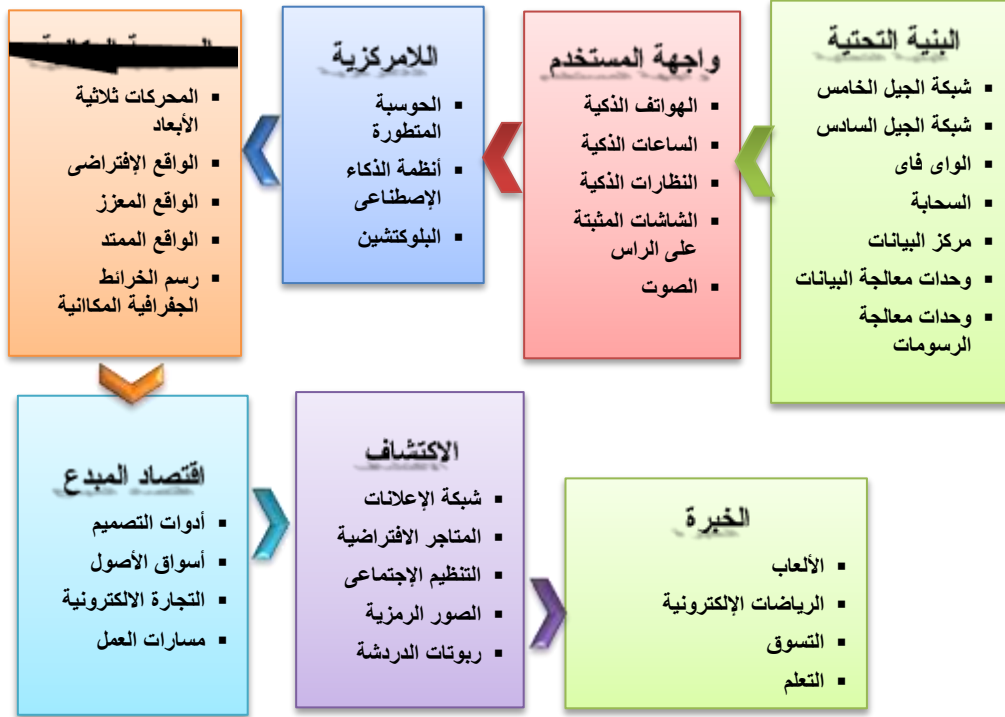 البنية التحتية
شبكة الجيل الخامس
شبكة الجيل السادس
الواى فاى
السحابة
مركز البيانات
وحدات معالجة البيانات
وحدات معالجة
الرسومات
واجهة المستخدم
الهواتف الذكية
الساعات الذكية
النظارات الذكية
الشاشات المثبتة
على الراس
الصوت
اللامركزية
الحوسبة
المتطورة
أنظمة الذكاء
الإصطناعى
البلوكتشين
المحركات ثلاثية
الأبعاد
الواقع الإفتراضى
الواقع المعزز
الواقع الممتد
رسم الخرائط
الجفرافية المكاانية
اقتصاد المبدع
أدوات التصميم
أسواق الأصول
التجارة الالكترونية
مسارات العمل
الاكتشاف
شبكة الإعلانات
المتاجر الافتراضية
التنظيم الإجتماعى
الصور الرمزية
ربوتات الدردشة
الخبرة
الألعاب
الرياضات الإلكترونية
التسوق
التعلم